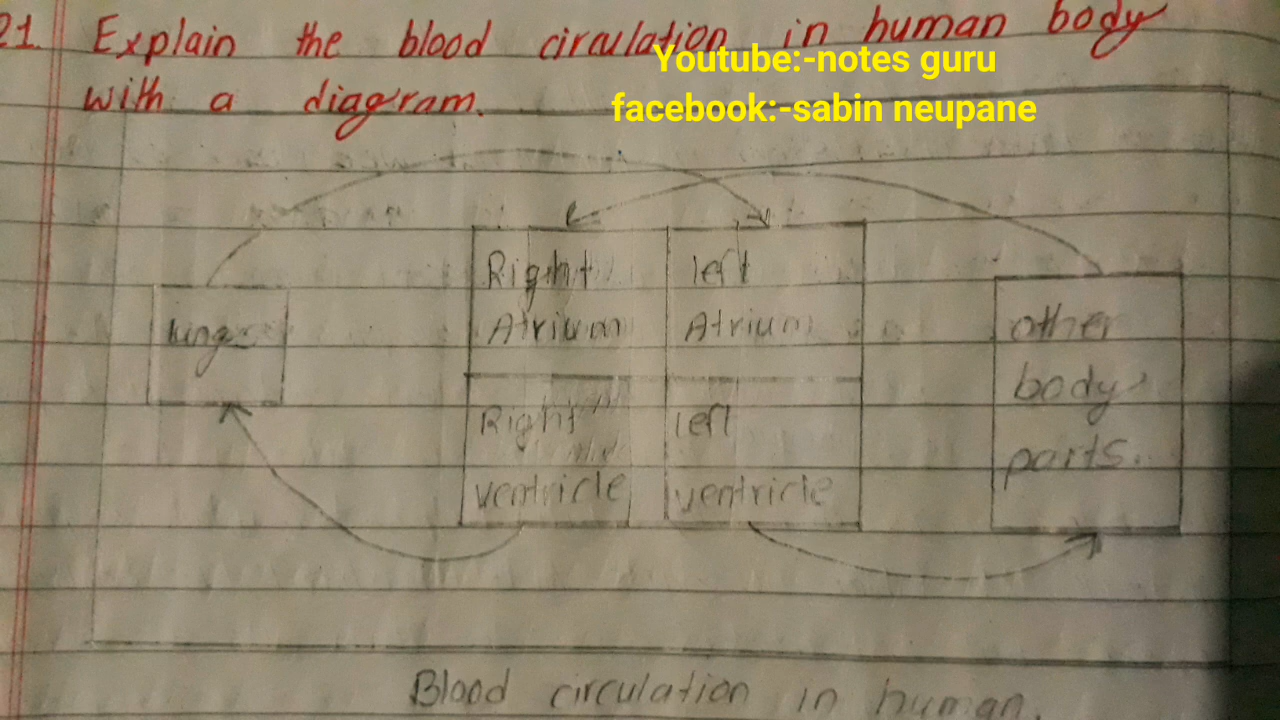 21. Explain the blood circulation in human body
with a diagram.
Youtube:-notes guru
facebook:-sabin neupane
Right
Atrium
left
Atrium
lungs
other
body
parts.
Right
ventricle
left
ventricle
Blood circulation in human.